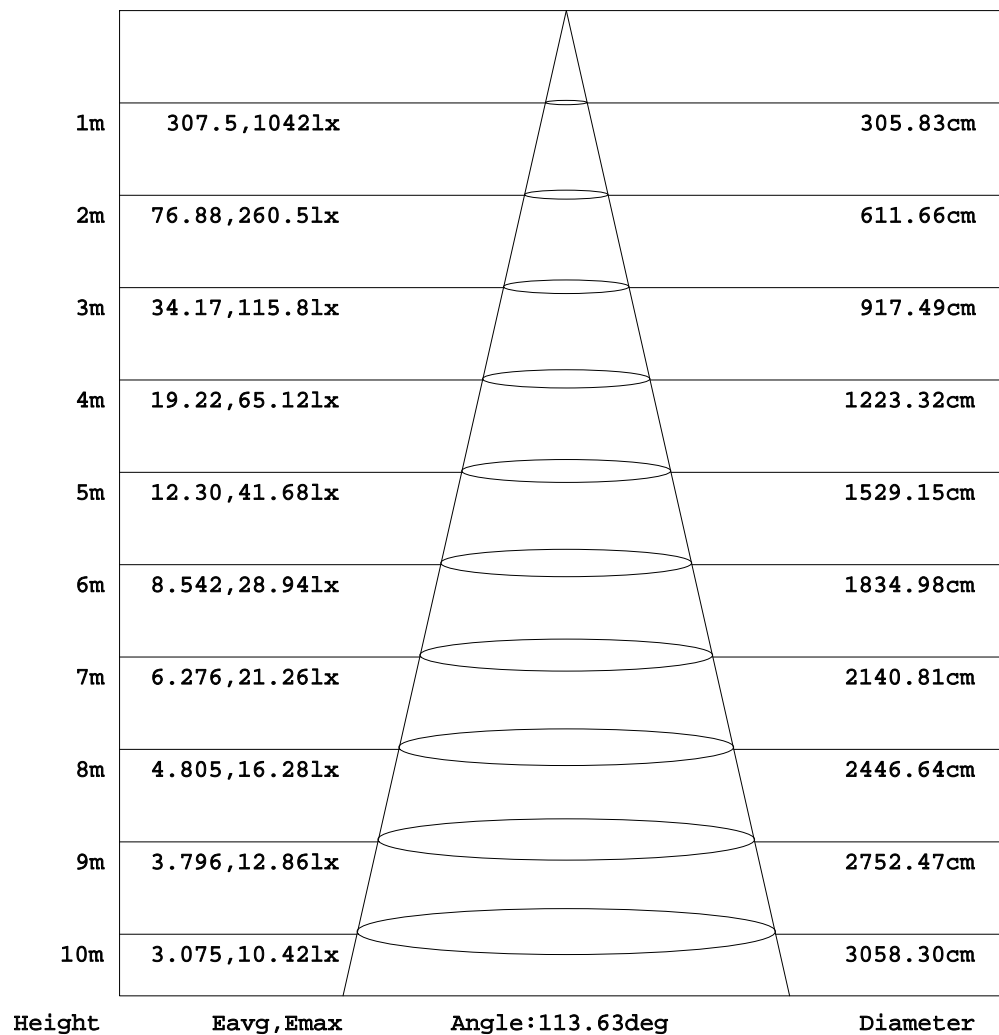 1m 307.5,1042lx 305.83cm
2m 76.88,260.5lx 611.66cm
3m 34.17,115.8lx 917.49cm
4m 19.22,65.12lx 1223.32cm
5m 12.30,41.68lx 1529.15cm
6m 8.542,28.94lx 1834.98cm
7m 6.276,21.26lx 2140.81cm
8m 4.805,16.28lx 2446.64cm
9m 3.796,12.86lx 2752.47cm
10m 3.075,10.42lx 3058.30cm
Height Eavg,Emax Angle:113.63deg Diameter